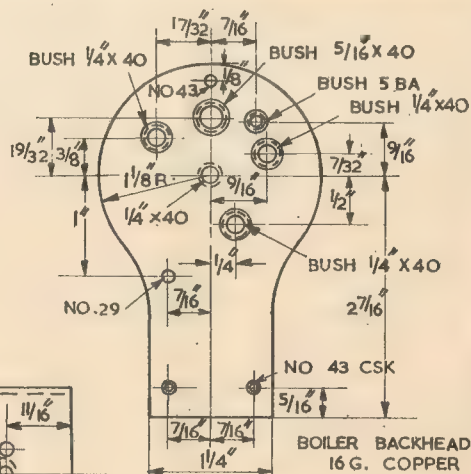 17/32" 7/16"
BUSH 5/16" X 40
BUSH 1/4" X 40
NO 43
1/8"
BUSH 5 BA
BUSH 1/4" X 40
19/32" 3/8"
7/32" 9/16"
1 1/8 R
9/16"
1/4" X 40
1/2"
1"
1/4"
BUSH 1/4" X 40
NO. 29
7/16"
2 7/16"
NO 43 CSK
11/16"
5/16"
7/16" 7/16"
1 1/4"
BOILER BACKHEAD
16 G. COPPER